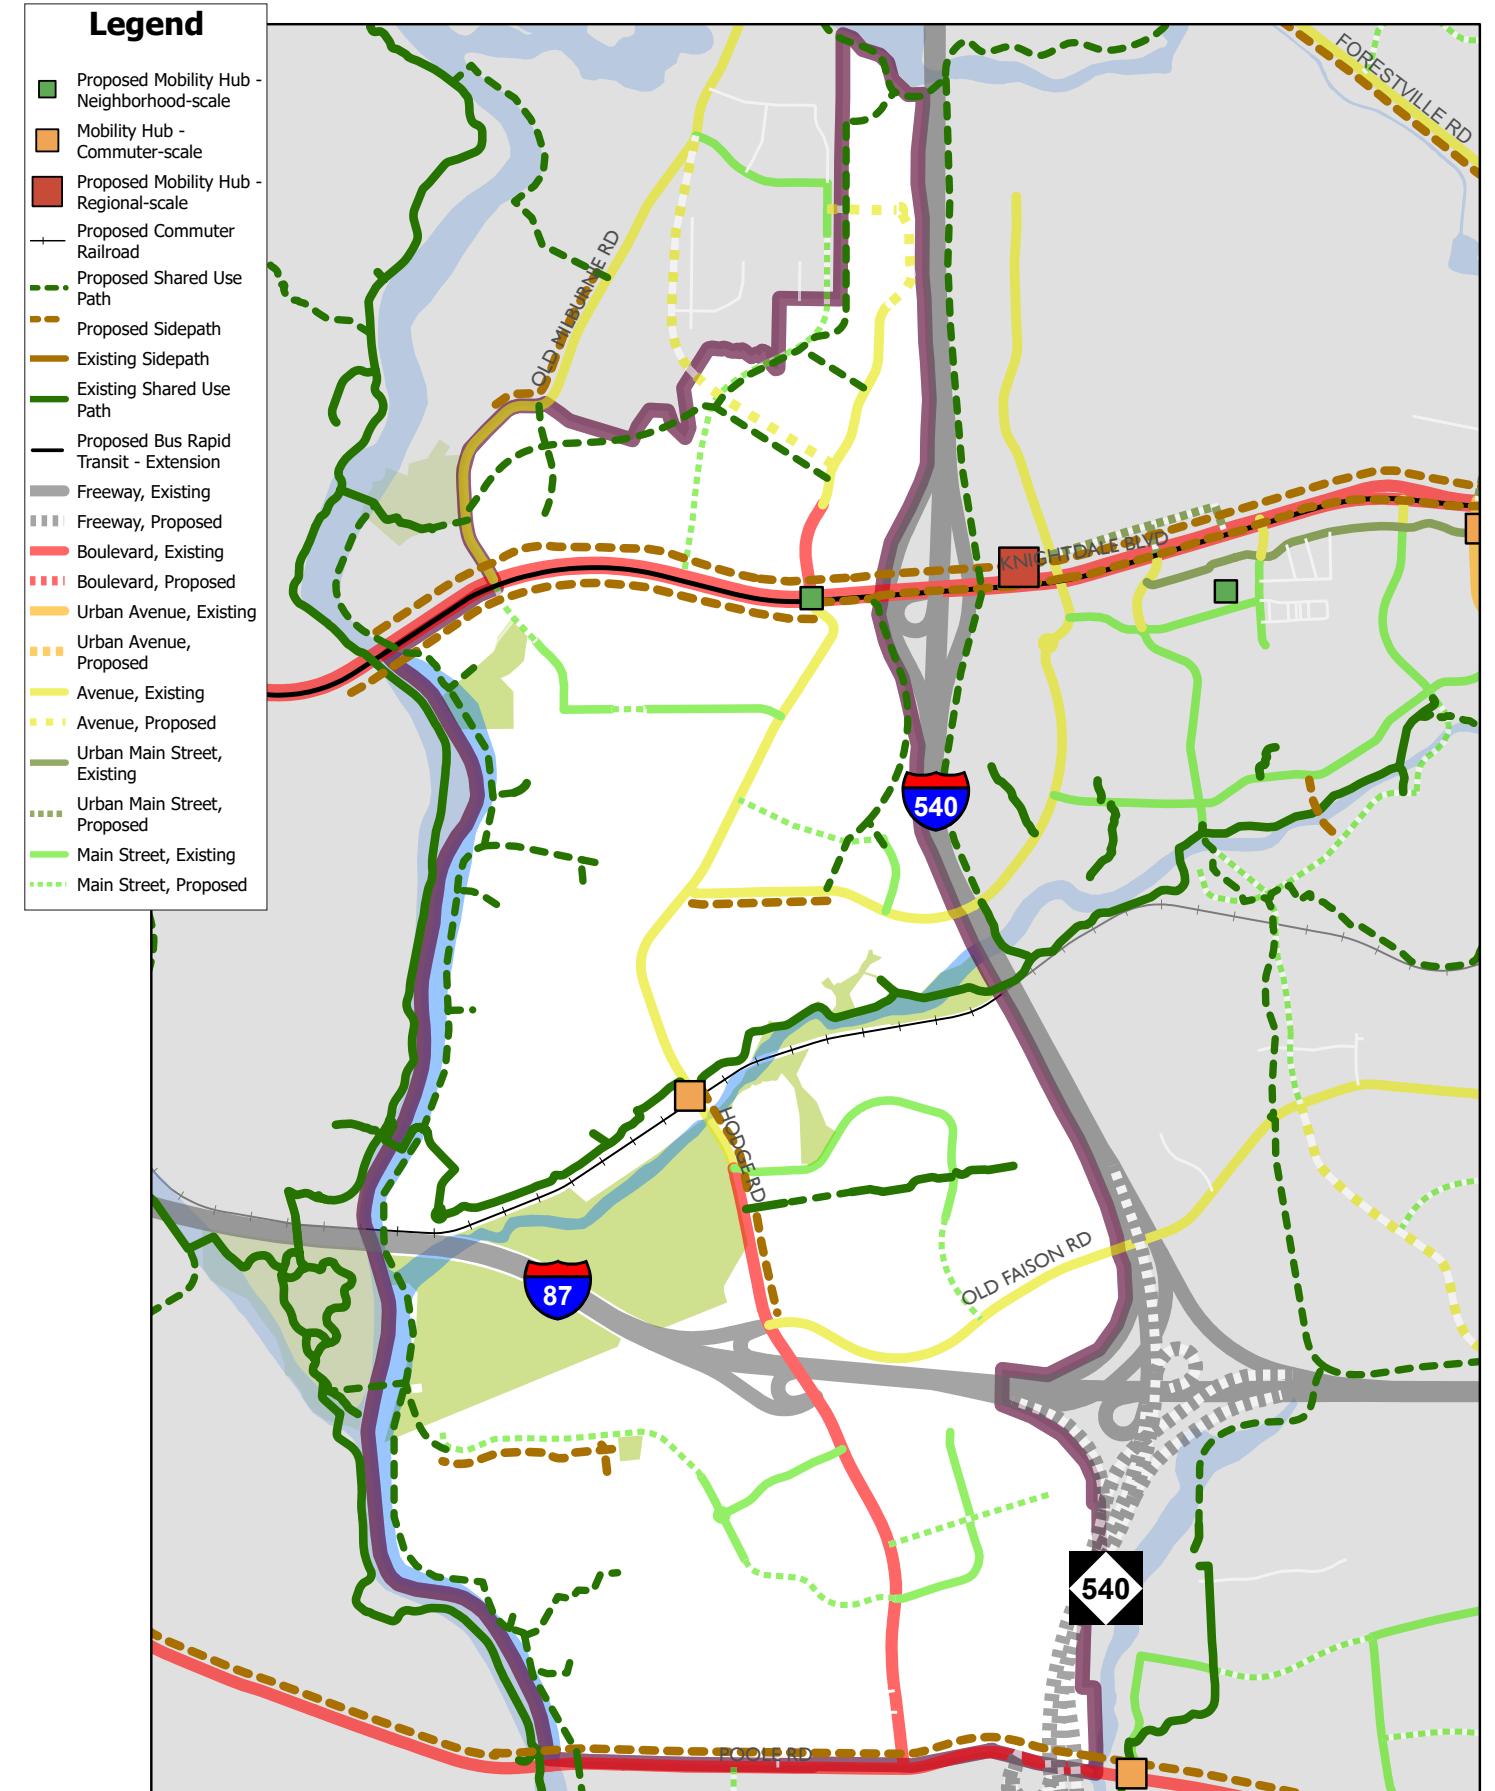 Legend
Proposed Mobility Hub -
Neighborhood-scale
Mobility Hub -
Commuter-scale
Proposed Mobility Hub -
Regional-scale
Proposed Commuter
Railroad
Proposed Shared Use
Path
Proposed Sidepath
Existing Sidepath
Existing Shared Use
Path
Proposed Bus Rapid
Transit - Extension
Freeway, Existing
Freeway, Proposed
Boulevard, Existing
Boulevard, Proposed
Urban Avenue, Existing
Urban Avenue,
Proposed
Avenue, Existing
Avenue, Proposed
Urban Main Street,
Existing
Urban Main Street,
Proposed
Main Street, Existing
Main Street, Proposed
FORESTVILLE RD
OLD MILBURNIE RD
KNIGHTDALE BLVD
540
HODGE RD
OLD FAISON RD
87
540
POOLE RD